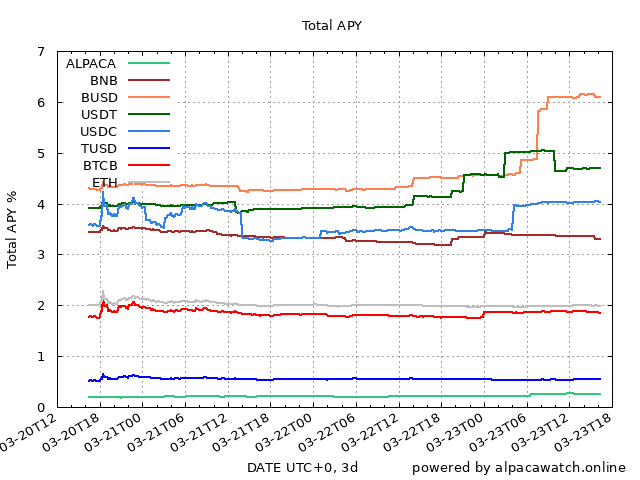 Total APY
7
6
5
4
3
2
1
0
Total APY %
ALPACA
BNB
BUSD
USDT
USDC
TUSD
BTCB
ETH
03-20T12
03-20T18
03-21T00
03-21T06
03-21T12
03-21T18
03-22T00
03-22T06
03-22T12
03-22T18
03-23T00
03-23T06
03-23T12
03-23T18
DATE UTC+0, 3d
powered by alpacawatch.online